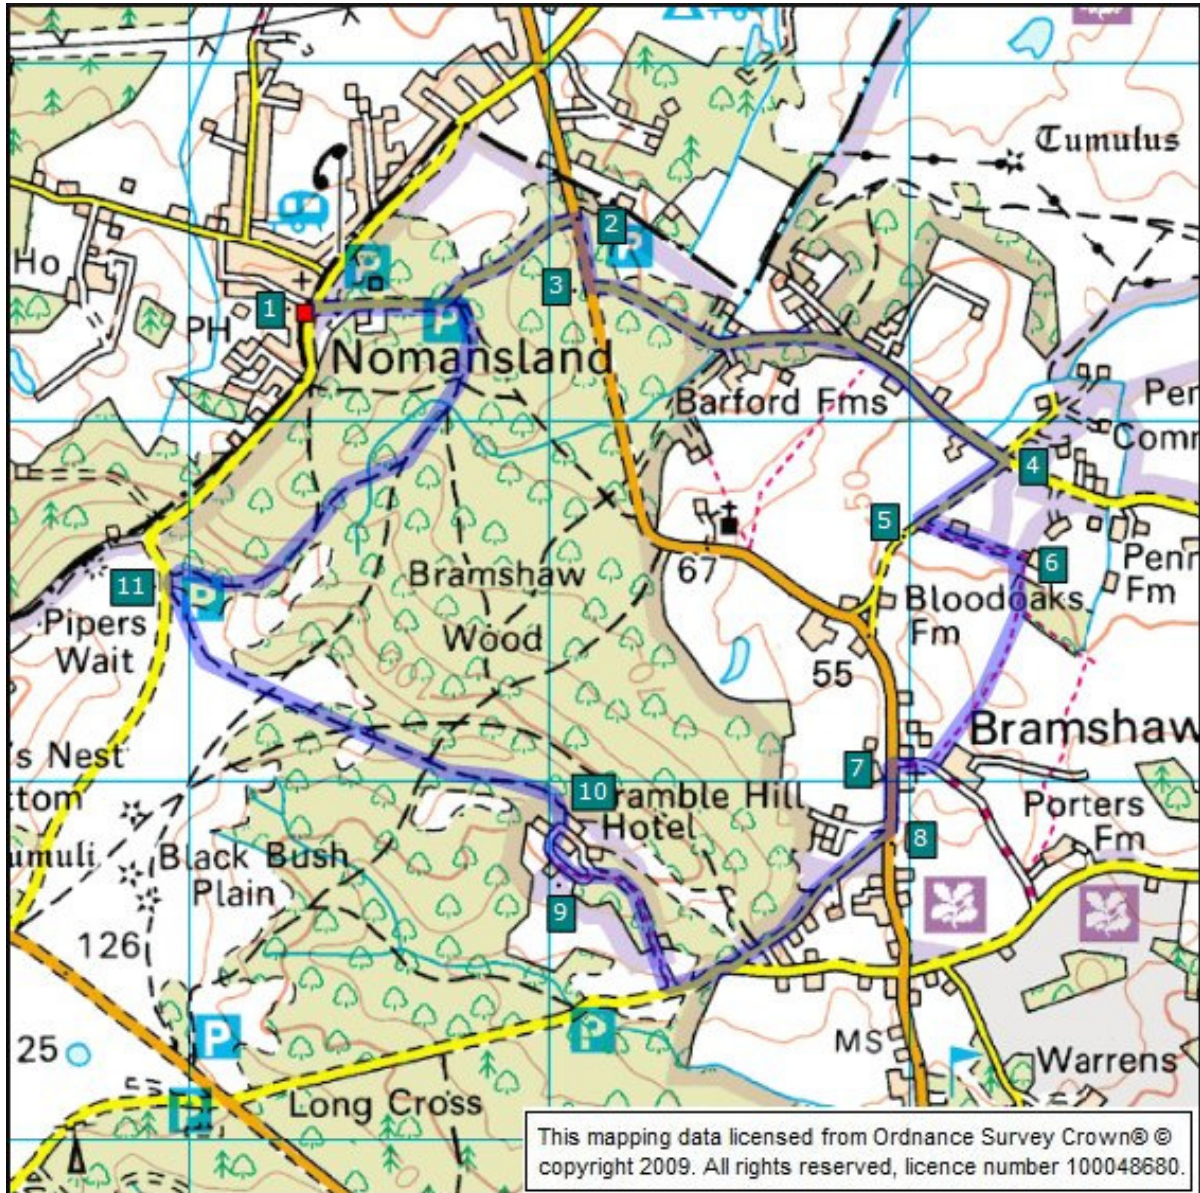 Tumulus
Ho
2
P
P
3
1
P
PH
Nomansland
Barford Fms
Per
Comm
50
4
5
6
67
Bramshaw
Wood
11
P
Pipers
Wait
Bloodoaks
Fm
Penn
Fm
55
Bramshaw
's Nest
ttom
7
10
ramble Hill
Hotel
Porters
Fm
8
umuli
Black Bush
Plain
9
126
P
P
MS
25
Warrens
P
Long Cross
This mapping data licensed from Ordnance Survey Crown® ©
copyright 2009. All rights reserved, licence number 100048680.